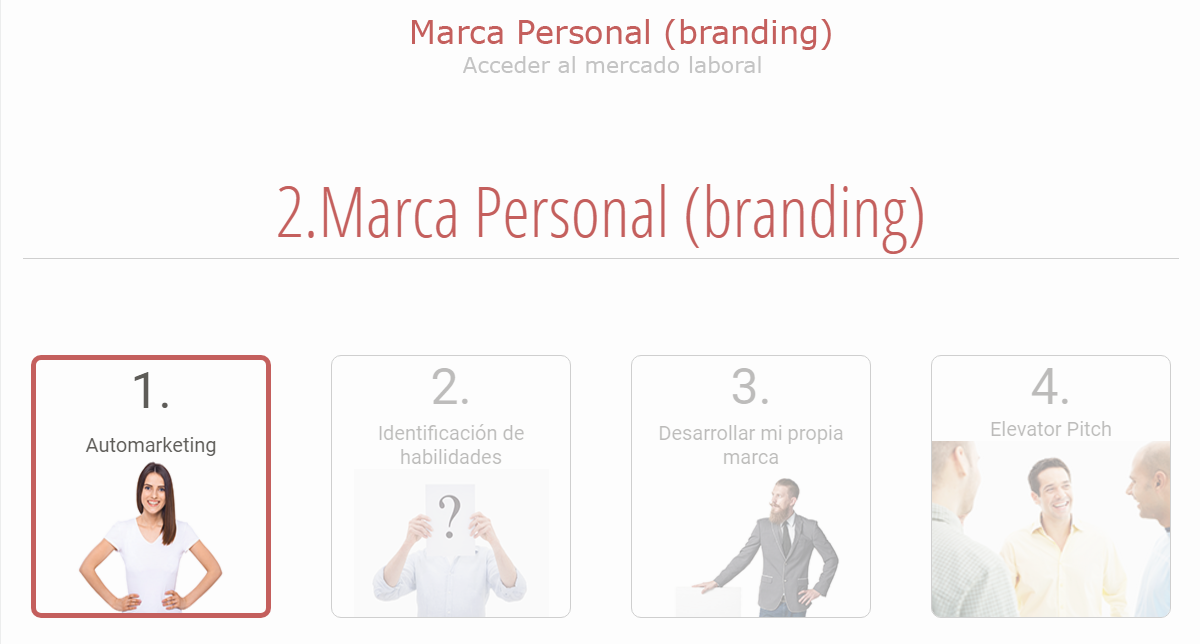 Marca Personal (branding)
Acceder al mercado laboral
2.Marca Personal (branding)
1.
Automarketing
2.
Identificación de
habilidades
?
3.
Desarrollar mi propia
marca
4.
Elevator Pitch